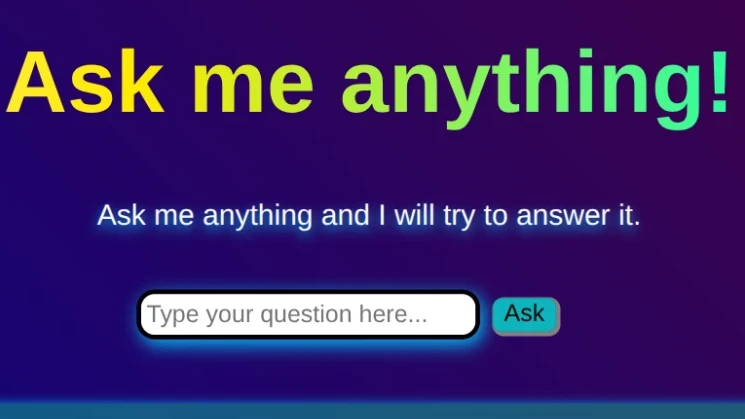 Ask me anything!
Ask me anything and I will try to answer it.
Type your question here... Ask